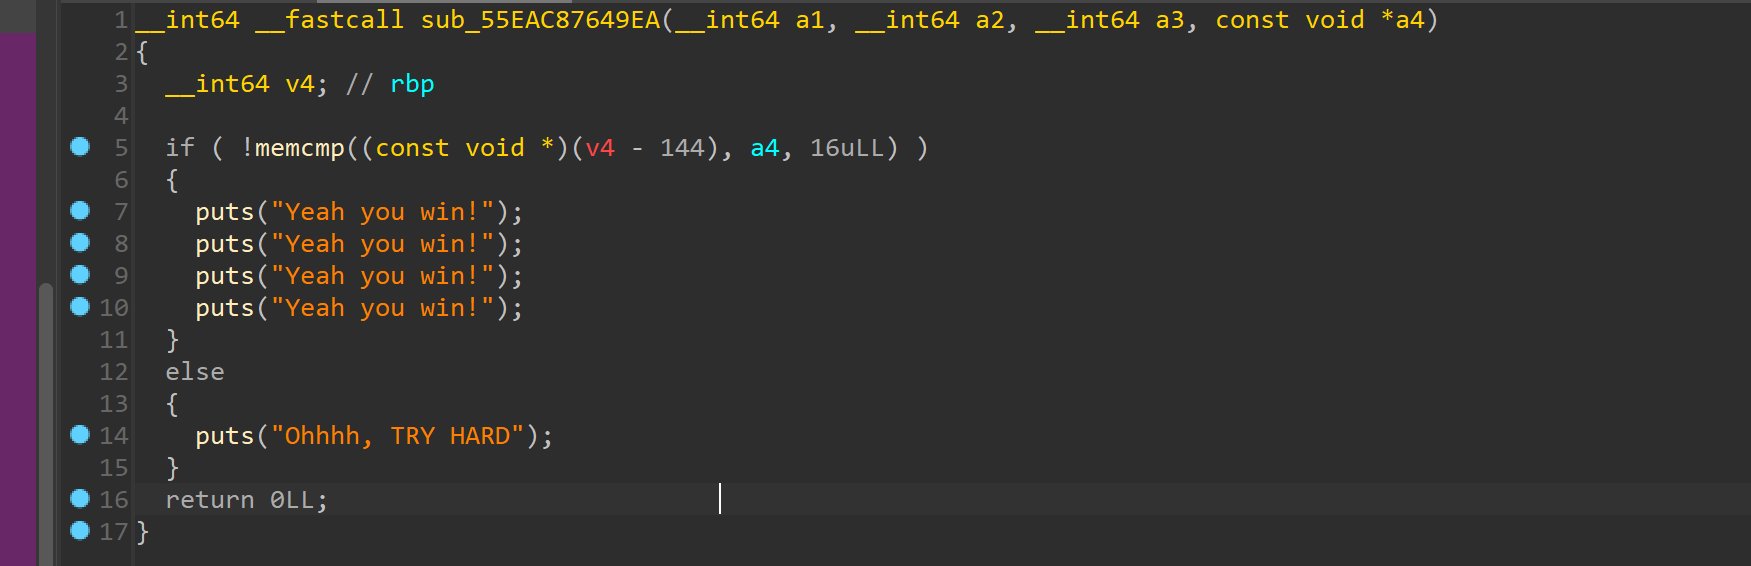 1 __int64 __fastcall sub_55EAC87649EA(__int64 a1, __int64 a2, __int64 a3, const void *a4)
2 {
3   __int64 v4; // rbp
4
5   if ( !memcmp((const void *)(v4 - 144), a4, 16uLL) )
6   {
7     puts("Yeah you win!");
8     puts("Yeah you win!");
9     puts("Yeah you win!");
10     puts("Yeah you win!");
11   }
12   else
13   {
14     puts("Ohhhh, TRY HARD");
15   }
16   return 0LL;
17 }